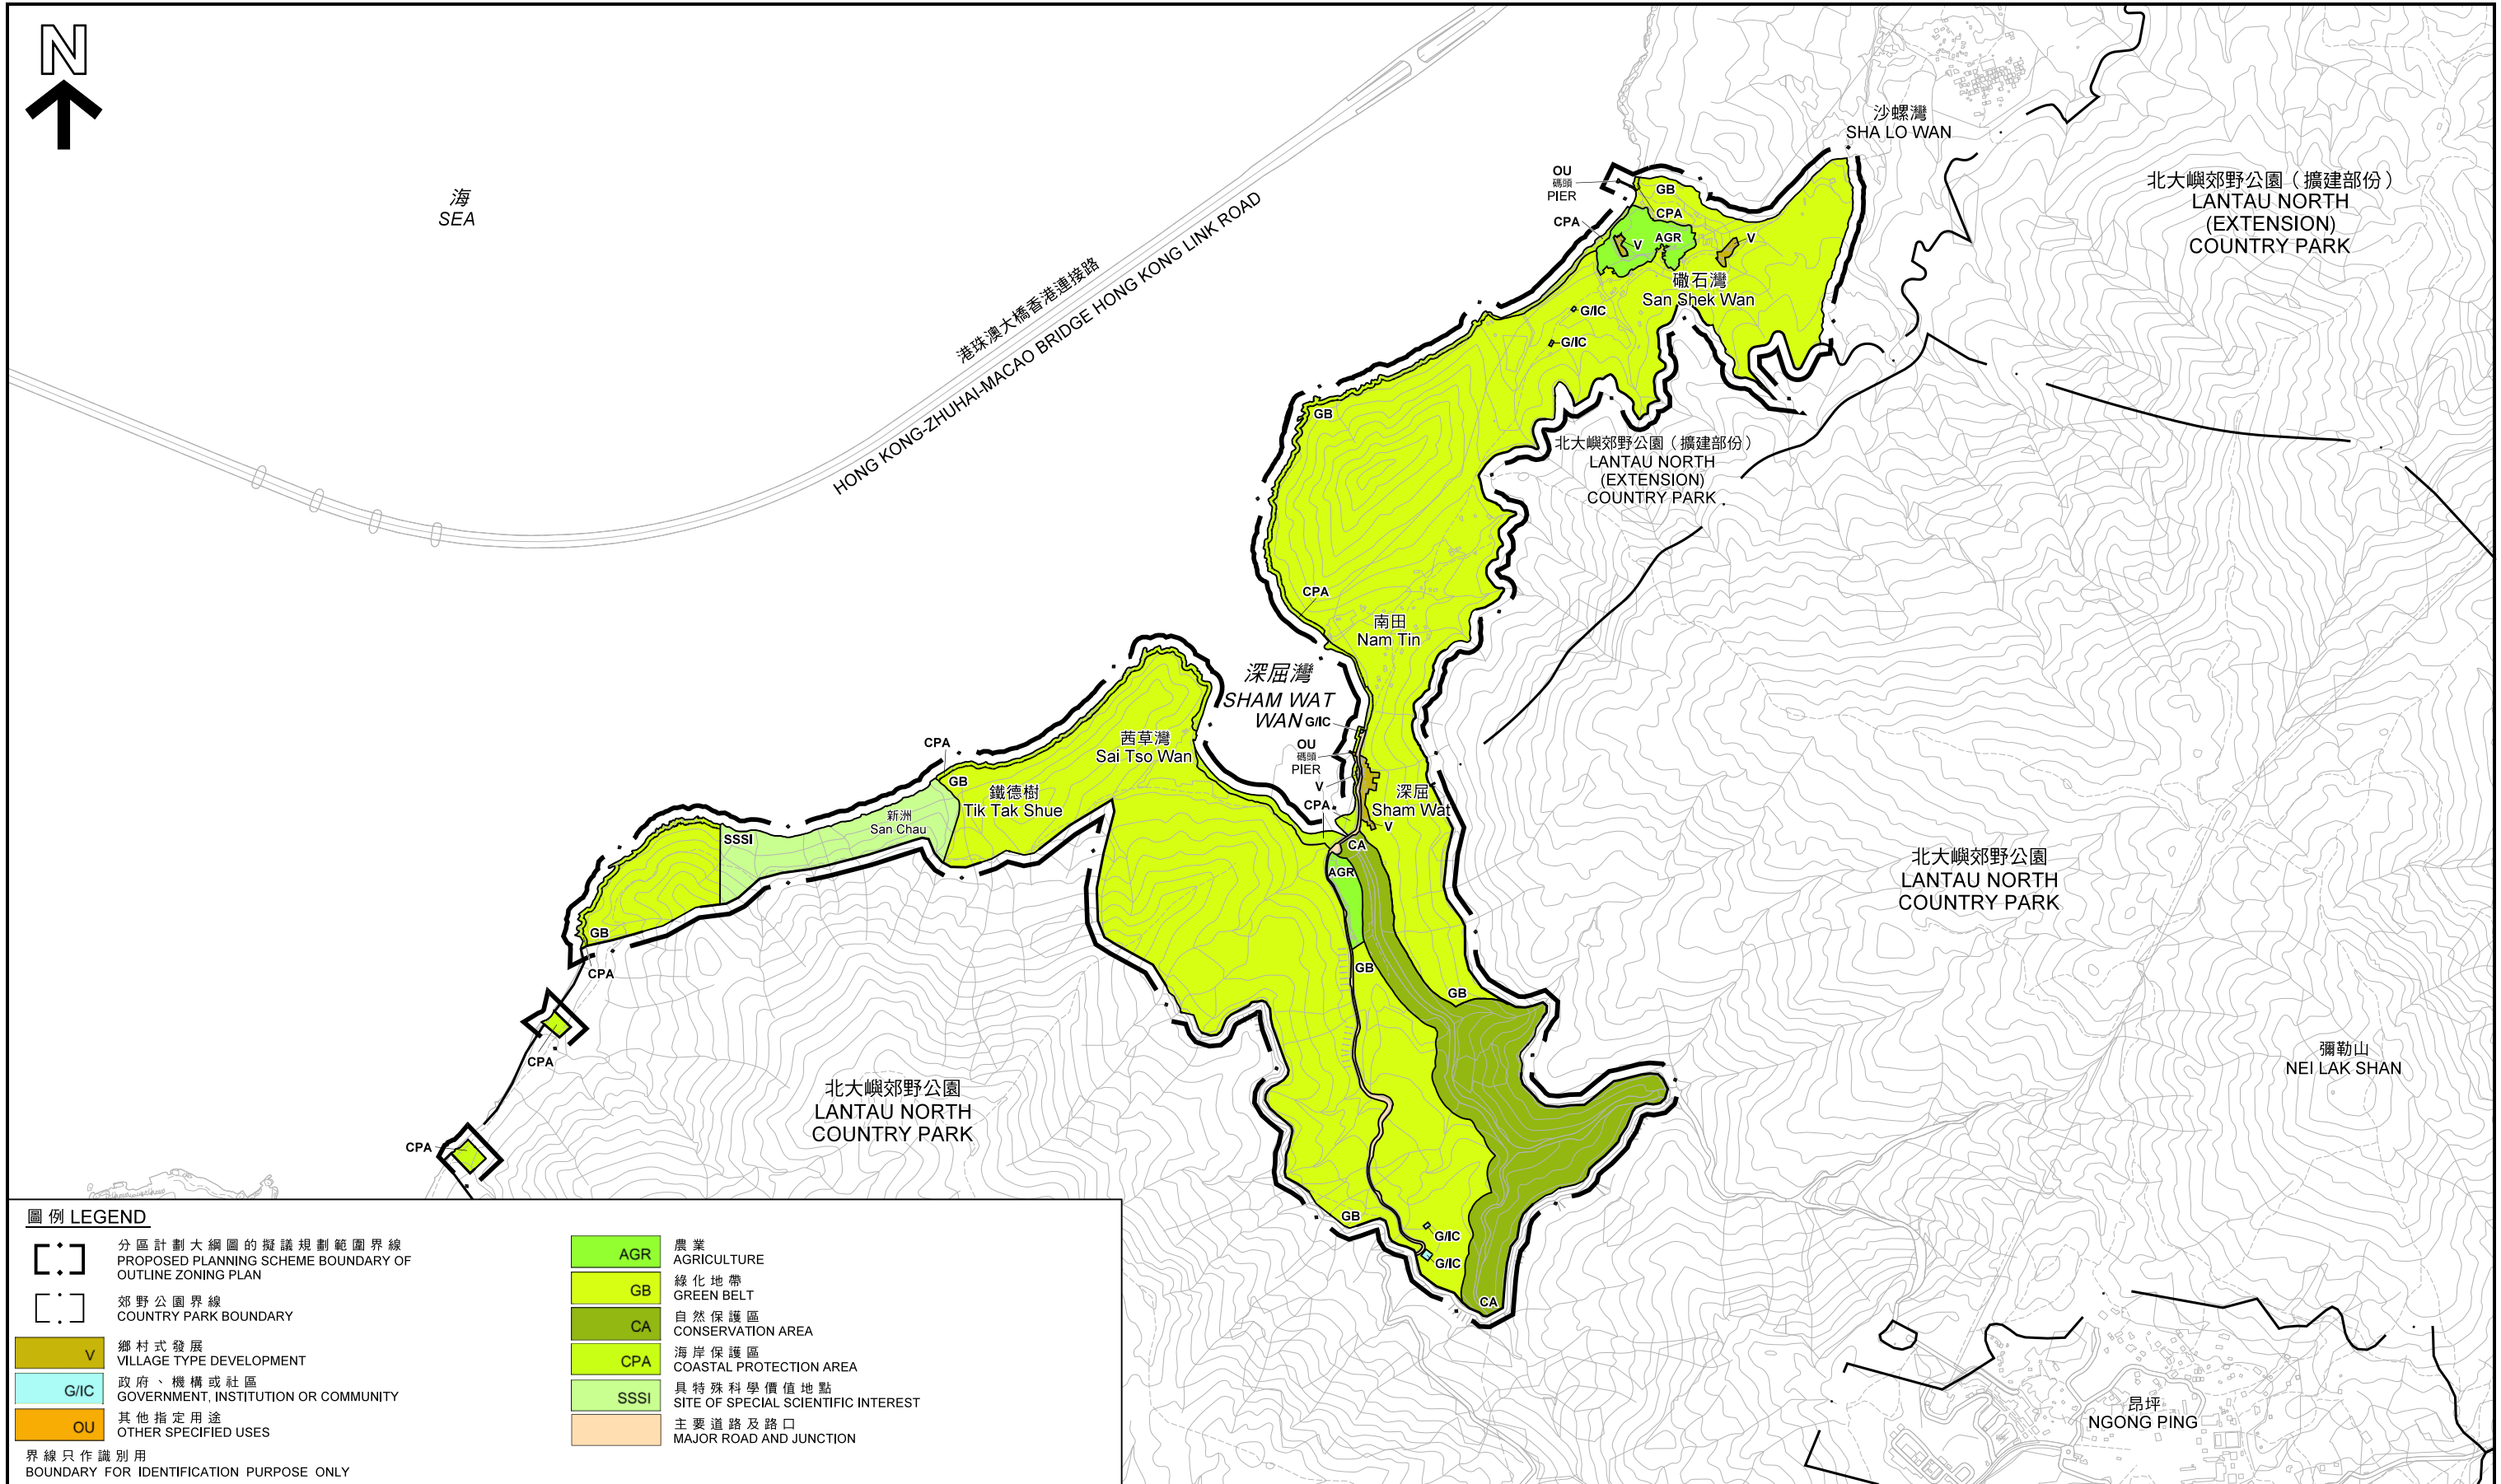 N
海
SEA
港珠澳大橋香港連接路
HONG KONG-ZHUHAI-MACAO BRIDGE HONG KONG LINK ROAD
沙螺灣
SHA LO WAN
北大嶼郊野公園（擴建部份）
LANTAU NORTH
(EXTENSION)
COUNTRY PARK
OU
碼頭
PIER
GB
CPA
CPA
V
AGR
V
磡石灣
San Shek Wan
G/IC
G/IC
GB
北大嶼郊野公園（擴建部份）
LANTAU NORTH
(EXTENSION)
COUNTRY PARK
CPA
南田
Nam Tin
深屈灣
SHAM WAT
WAN
G/IC
OU
碼頭
PIER
V
CPA
深屈
Sham Wat
V
CA
AGR
茜草灣
Sai Tso Wan
CPA
GB
鐵德樹
Tik Tak Shue
新洲
San Chau
SSSI
GB
CPA
CPA
CPA
GB
GB
北大嶼郊野公園
LANTAU NORTH
COUNTRY PARK
北大嶼郊野公園
LANTAU NORTH
COUNTRY PARK
彌勒山
NEI LAK SHAN
GB
G/IC
G/IC
CA
昂坪
NGONG PING
圖例 LEGEND
分區計劃大綱圖的擬議規劃範圍界線
PROPOSED PLANNING SCHEME BOUNDARY OF
OUTLINE ZONING PLAN
郊野公園界線
COUNTRY PARK BOUNDARY
V
鄉村式發展
VILLAGE TYPE DEVELOPMENT
G/IC
政府、機構或社區
GOVERNMENT, INSTITUTION OR COMMUNITY
OU
其他指定用途
OTHER SPECIFIED USES
界線只作識別用
BOUNDARY FOR IDENTIFICATION PURPOSE ONLY
AGR
農業
AGRICULTURE
GB
綠化地帶
GREEN BELT
CA
自然保護區
CONSERVATION AREA
CPA
海岸保護區
COASTAL PROTECTION AREA
SSSI
具特殊科學價值地點
SITE OF SPECIAL SCIENTIFIC INTEREST
主要道路及路口
MAJOR ROAD AND JUNCTION